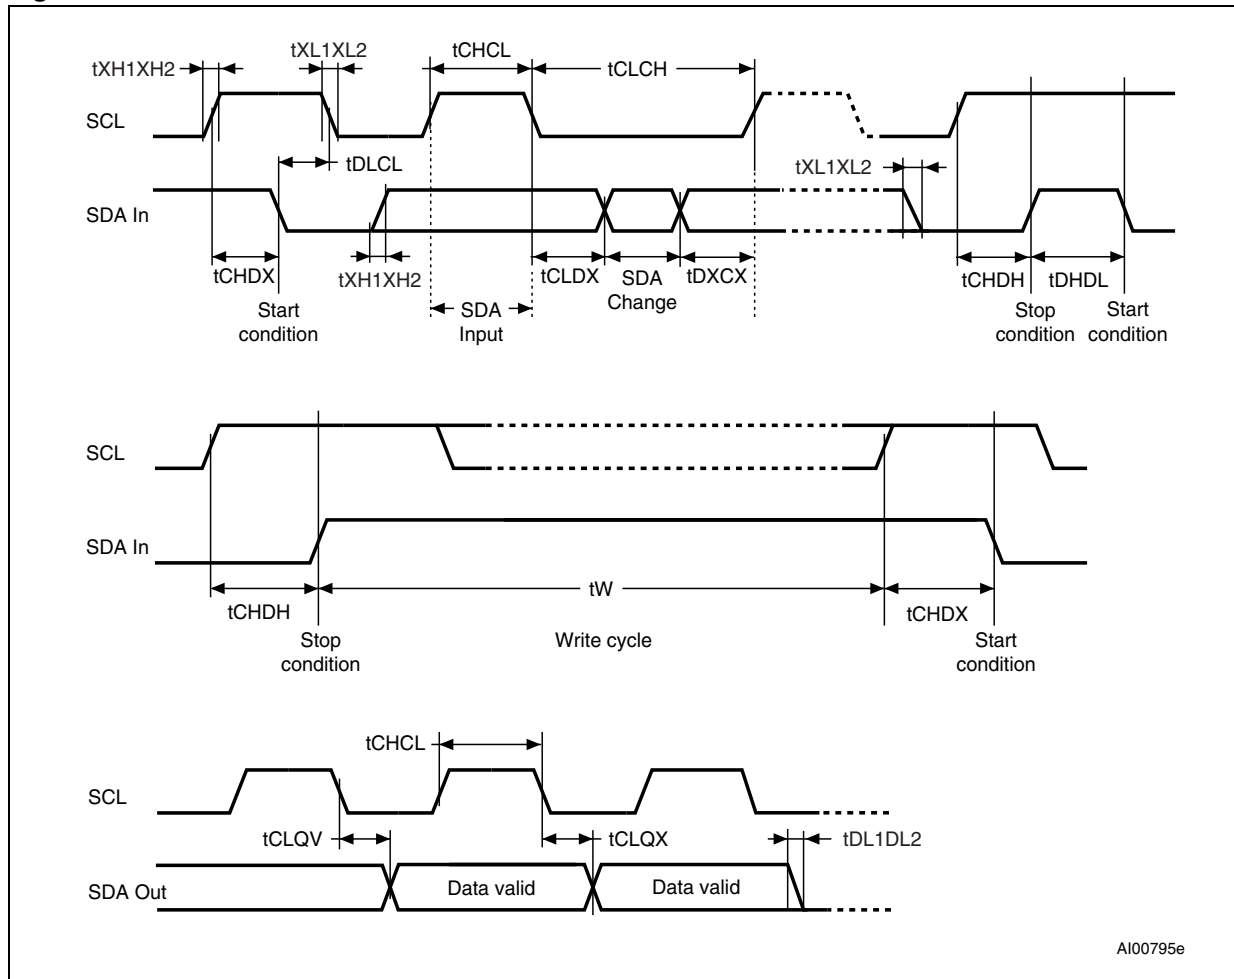 tXL1XL2
tCHCL
tXH1XH2
tCLCH
SCL
tDLCL
tXL1XL2
SDA In
tCHDX
tXH1XH2
tCLDX
SDA
Change
tDXCX
tCHDH
tDHDL
Start
condition
SDA
Input
Stop
condition
Start
condition
SCL
SDA In
tCHDH
tW
tCHDX
Stop
condition
Write cycle
Start
condition
tCHCL
SCL
tCLQV
tCLQX
tDL1DL2
SDA Out
Data valid
Data valid
AI00795e